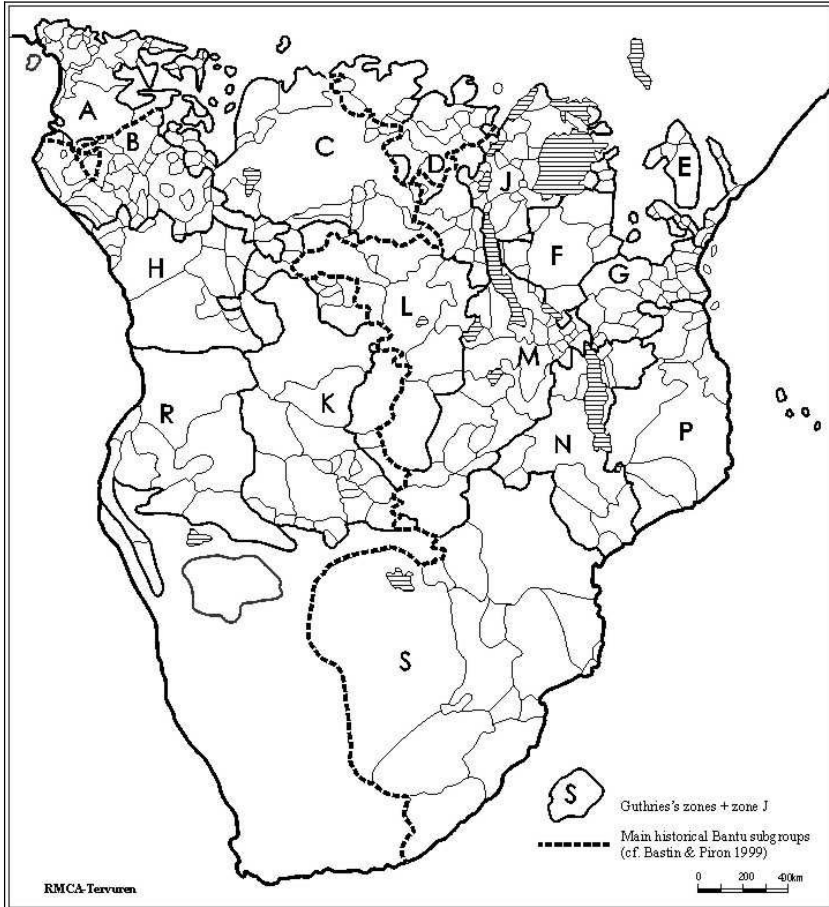 A
B
C
D
E
J
F
H
G
L
M
K
R
N
P
S
S
Guthries's zones + zone J
Main historical Bantu subgroups
(cf. Bastin & Piron 1999)
RMCA-Tervuren
0 200 400km